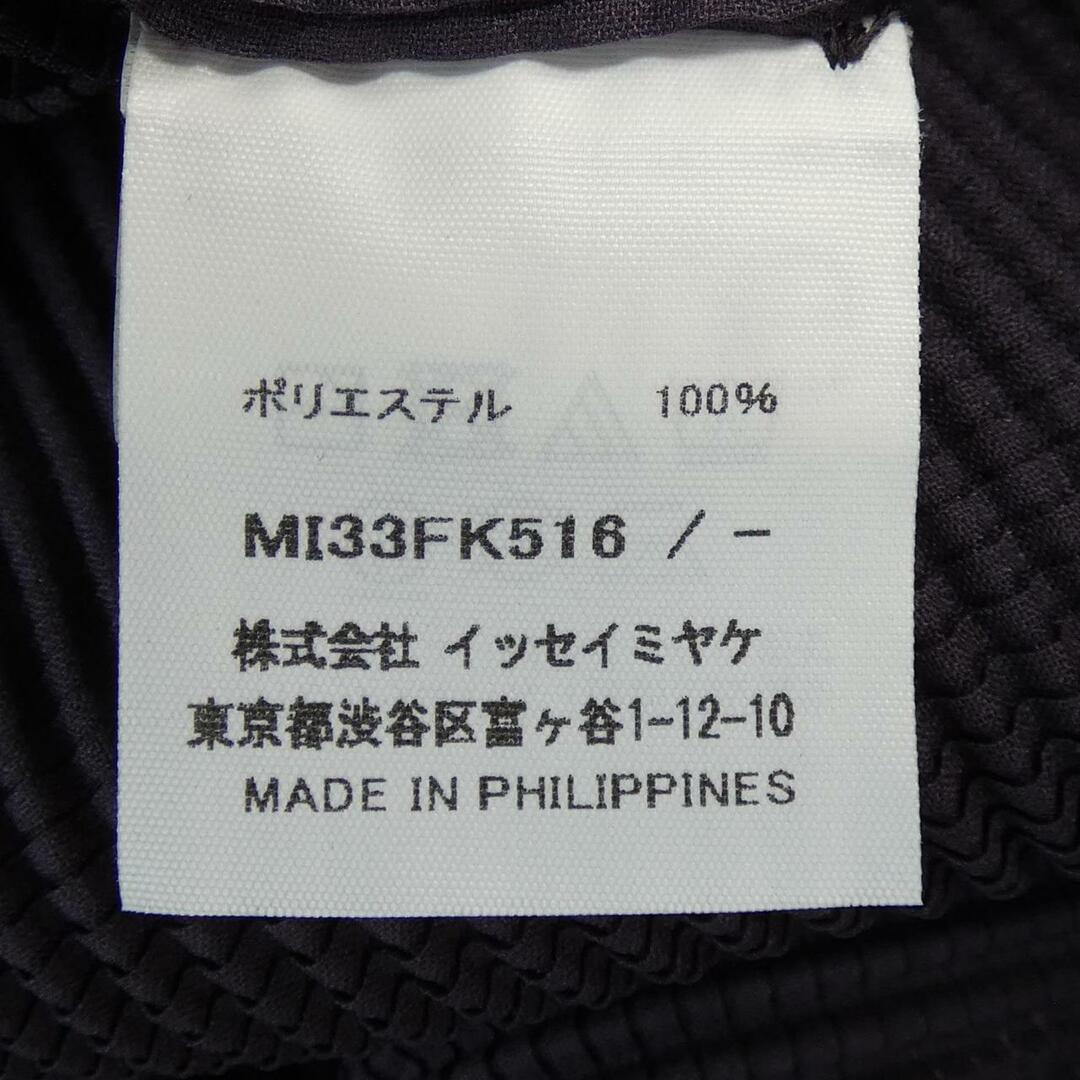 ポリエステル 100%
MI33FK516 / -
株式会社 イッセイミヤケ
東京都渋谷区富ヶ谷1-12-10
MADE IN PHILIPPINES